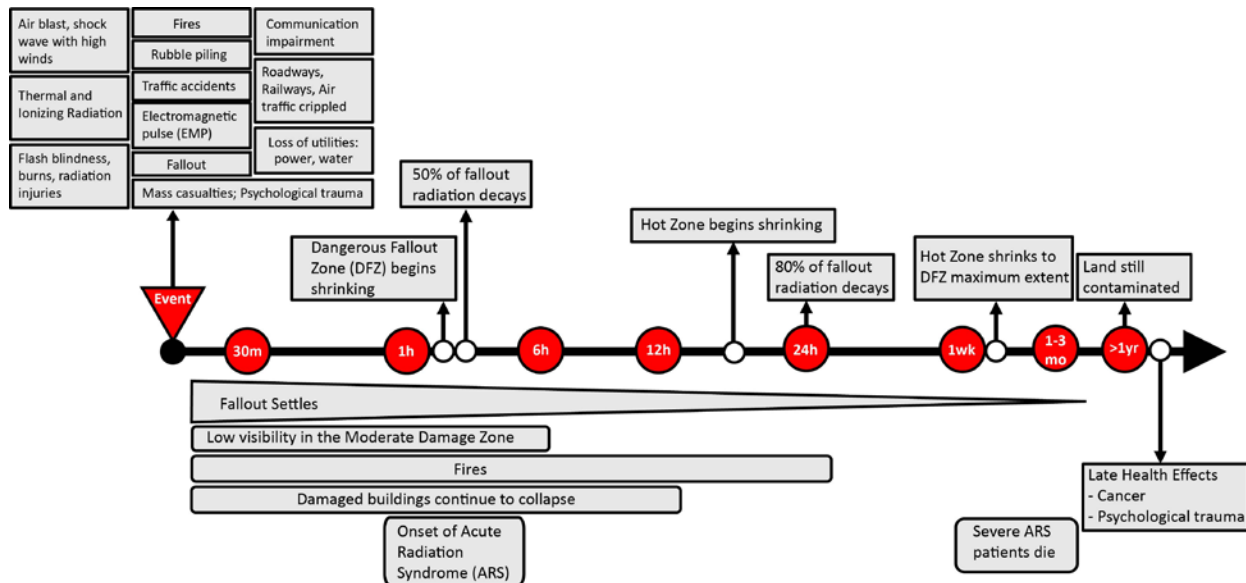 Air blast, shock
wave with high
winds
Thermal and
Ionizing Radiation
Flash blindness,
burns, radiation
injuries
Fires
Rubble piling
Traffic accidents
Electromagnetic
pulse (EMP)
Fallout
Mass casualties; Psychological trauma
Communication
impairment
Roadways,
Railways, Air
traffic crippled
Loss of utilities:
power, water
50% of fallout
radiation decays
Dangerous Fallout
Zone (DFZ) begins
shrinking
Hot Zone begins shrinking
80% of fallout
radiation decays
Hot Zone shrinks to
DFZ maximum extent
Land still
contaminated
Event
30m
1h
6h
12h
24h
1wk
1-3
mo
>1yr
Fallout Settles
Low visibility in the Moderate Damage Zone
Fires
Damaged buildings continue to collapse
Onset of Acute
Radiation
Syndrome (ARS)
Severe ARS
patients die
Late Health Effects
- Cancer
- Psychological trauma